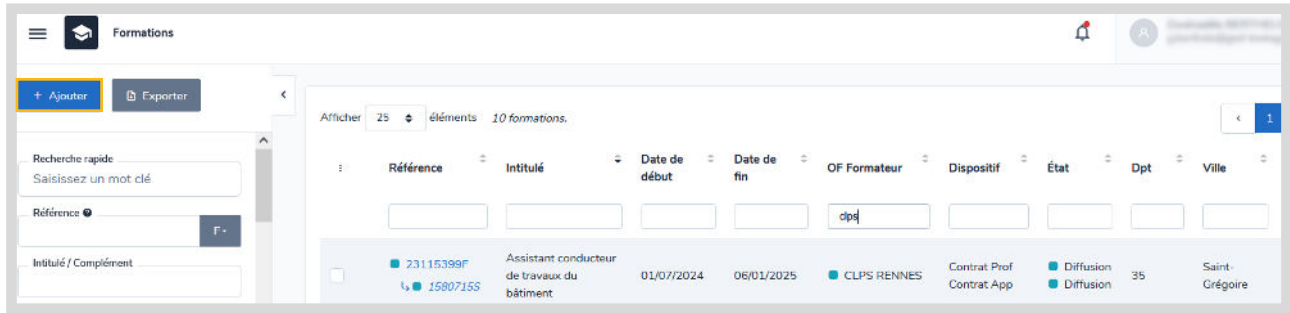 Formations
+ Ajouter
Exporter
Afficher 25 éléments 10 formations.
1
Recherche rapide
Saisissez un mot clé
Référence
F
Intitulé / Complément
Référence Intitulé Date de début Date de fin OF Formateur Dispositif État Dpt Ville
clps
23115399F
1580715S
Assistant conducteur
de travaux du
bâtiment
01/07/2024
06/01/2025
CLPS RENNES
Contrat Prof
Contrat App
Diffusion
Diffusion
35
Saint-
Grégoire